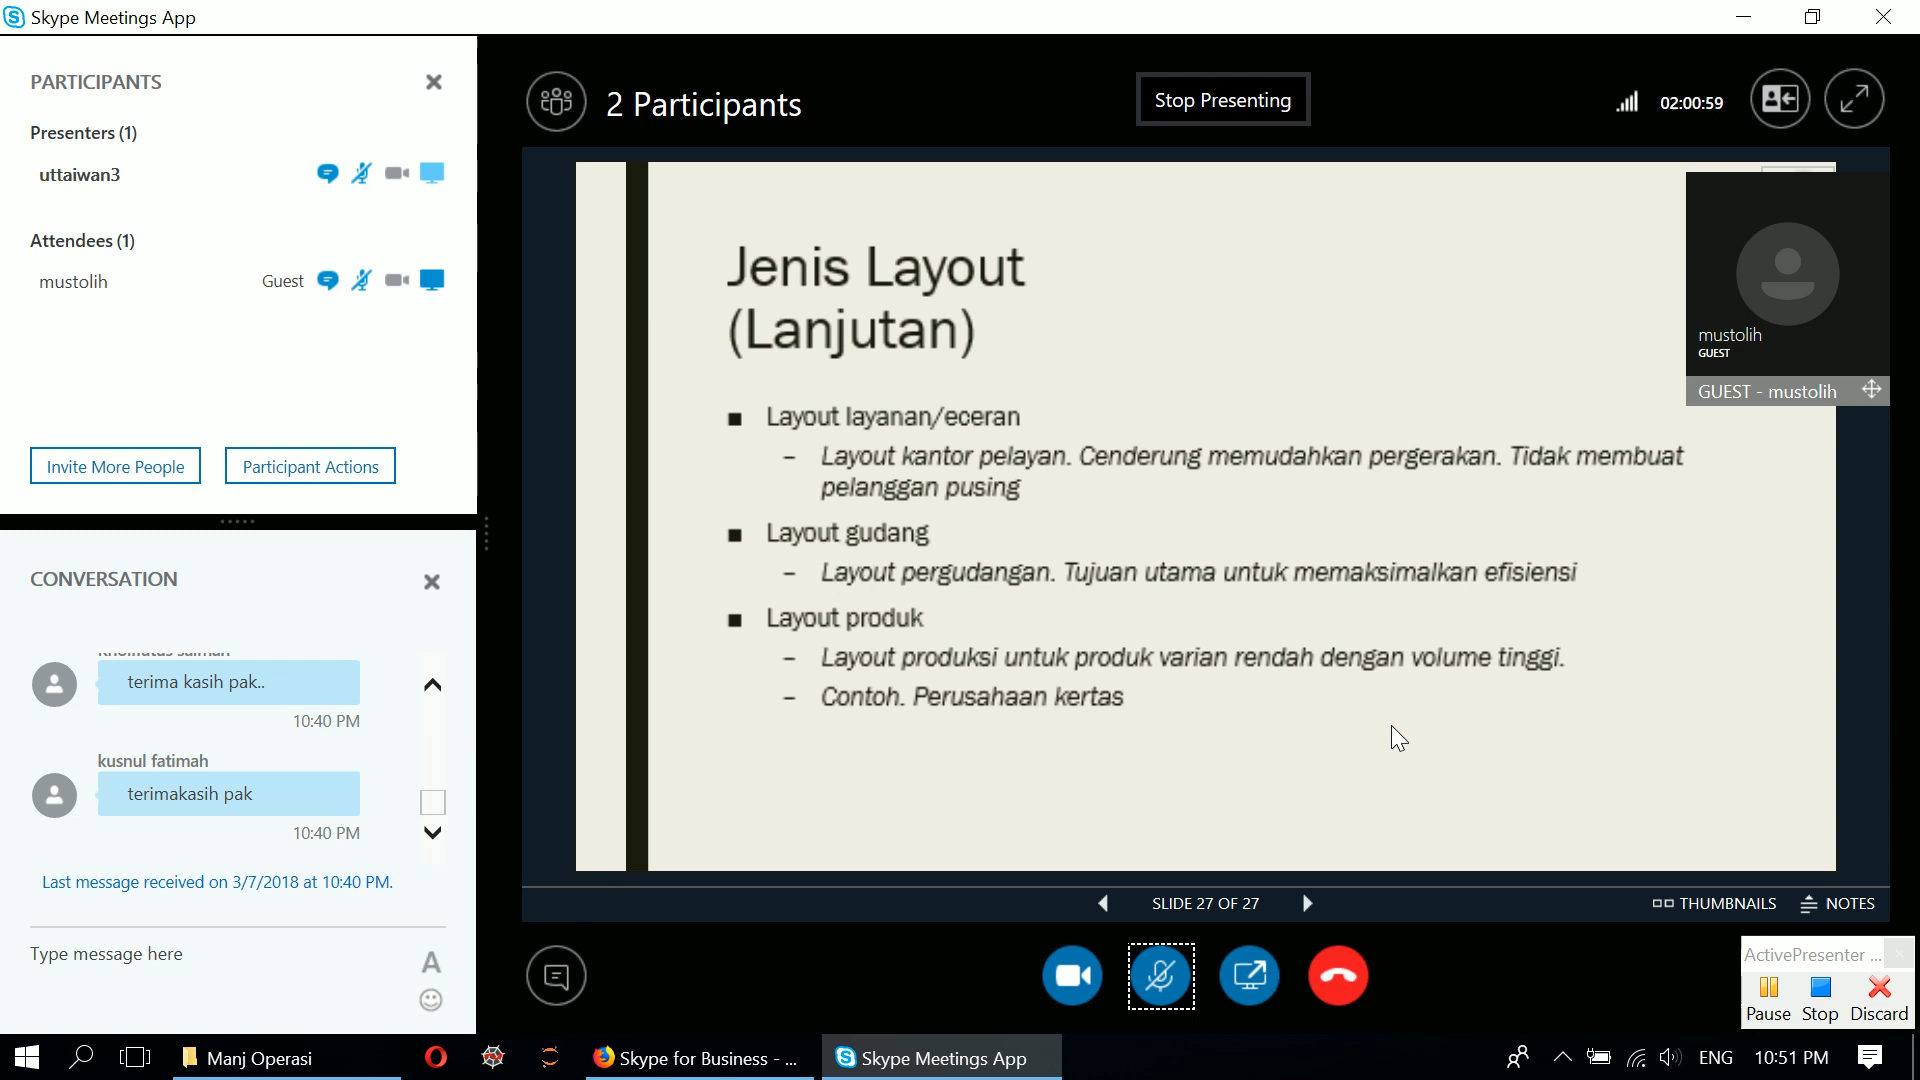 Skype Meetings App
PARTICIPANTS
Presenters (1)
uttaiwan3
Attendees (1)
mustolih Guest
Invite More People
Participant Actions
CONVERSATION
terima kasih pak..
10:40 PM
kusnul fatimah
terimakasih pak
10:40 PM
Last message received on 3/7/2018 at 10:40 PM.
Type message here
A
2 Participants
Stop Presenting
02:00:59
Jenis Layout
(Lanjutan)
■ Layout layanan/eceran
– Layout kantor pelayan. Cenderung memudahkan pergerakan. Tidak membuat
pelanggan pusing
■ Layout gudang
– Layout pergudangan. Tujuan utama untuk memaksimalkan efisiensi
■ Layout produk
– Layout produksi untuk produk varian rendah dengan volume tinggi.
– Contoh. Perusahaan kertas
mustolih
GUEST
GUEST - mustolih
SLIDE 27 OF 27
THUMBNAILS
NOTES
ActivePresenter ...
Pause Stop Discard
Manj Operasi
Skype for Business - ...
Skype Meetings App
ENG
10:51 PM